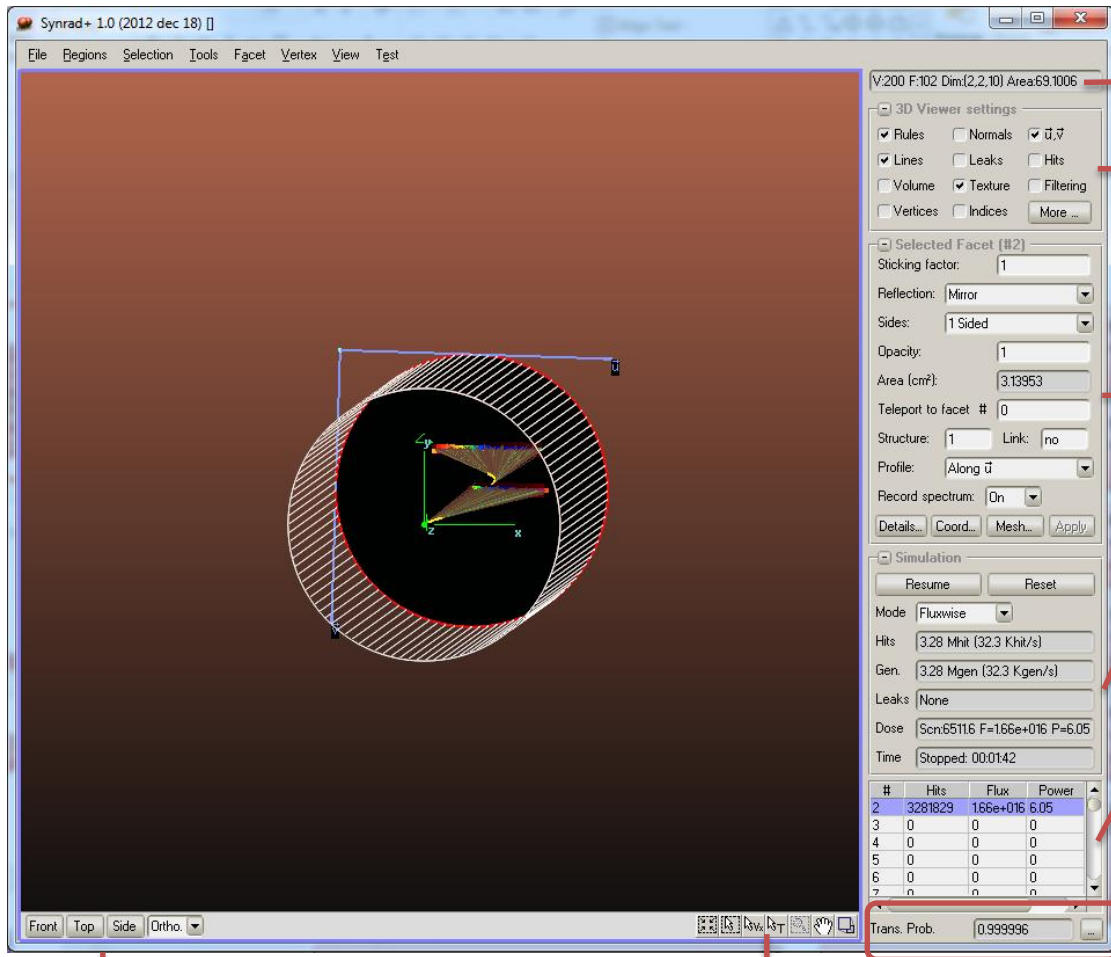 Synrad+ 1.0 (2012 dec 18) []
File Regions Selection Tools Facet Vertex View Test
V:200 F:102 Dim:(2,2,10) Area:69.1006
3D Viewer settings
Rules Normals u,v
Lines Leaks Hits
Volume Texture Filtering
Vertices Indices More ...
Selected Facet (#2)
Sticking factor: 1
Reflection: Mirror
Sides: 1 Sided
Opacity: 1
Area (cm²): 3.13953
Teleport to facet # 0
Structure: 1 Link: no
Profile: Along u
Record spectrum: On
Details... Coord... Mesh... Apply
Simulation
Resume Reset
Mode Fluxwise
Hits 3.28 Mhit (32.3 Khit/s)
Gen. 3.28 Mgen (32.3 Kgen/s)
Leaks None
Dose Scn:6511.6 F=1.66e+016 P=6.05
Time Stopped: 00:01:42
# Hits Flux Power
2 3281829 1.66e+016 6.05
3 0 0 0
4 0 0 0
5 0 0 0
6 0 0 0
7 0 0 0
Trans. Prob. 0.999996 ...
u
y
z x
v
Front Top Side Ortho.
Vx T